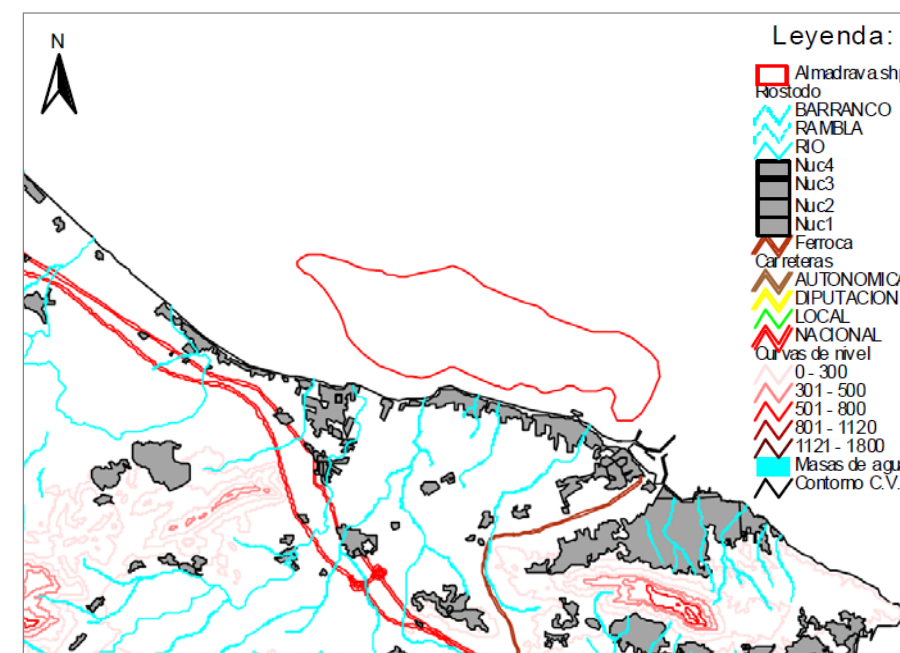 N
Leyenda:
Almadrava.shp
Riostodo
BARRANCO
RAMBLA
RIO
Nuc4
Nuc3
Nuc2
Nuc1
Ferroca
Carreteras
AUTONOMICA
DIPUTACION
LOCAL
NACIONAL
Curvas de nivel
0 - 300
301 - 500
501 - 800
801 - 1120
1121 - 1800
Masas de agu
Contorno C.V.